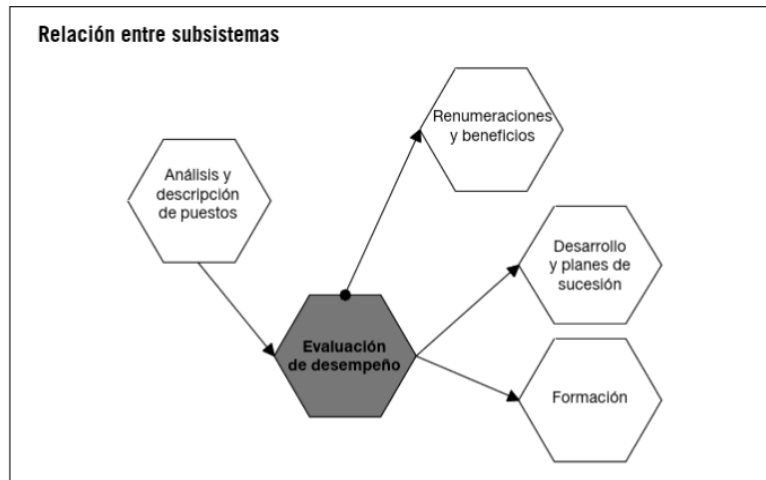 Relación entre subsistemas
Renumeraciones
y beneficios
Análisis y
descripción
de puestos
Desarrollo
y planes de
sucesión
Evaluación
de desempeño
Formación